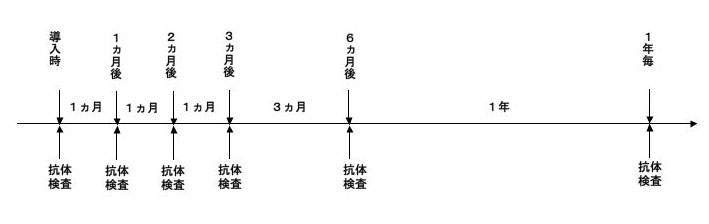 導入時
1ヵ月後
2ヵ月後
3ヵ月後
6ヵ月後
1年毎
1ヵ月
1ヵ月
1ヵ月
3ヵ月
1年
抗体
検査
抗体
検査
抗体
検査
抗体
検査
抗体
検査
抗体
検査